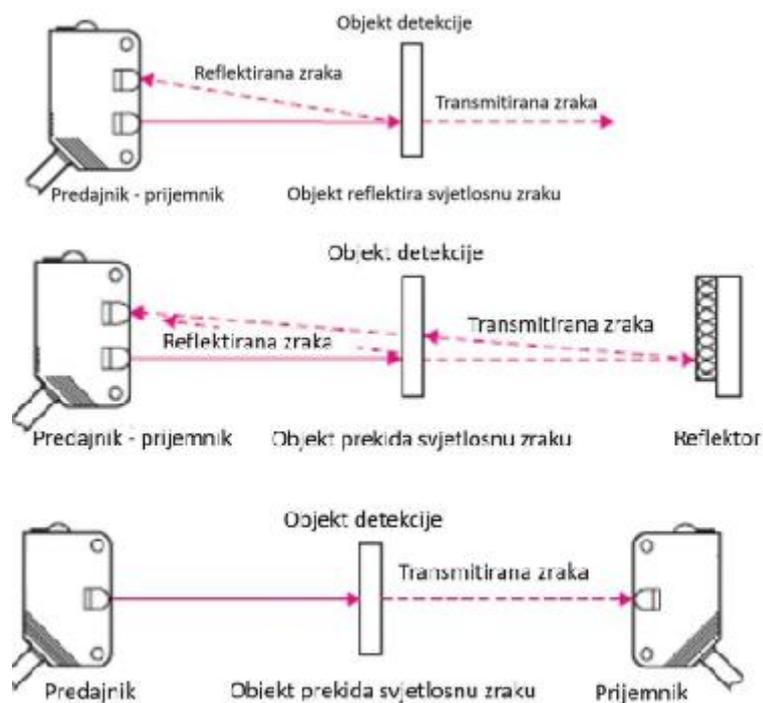 Objekt detekcije
Reflektirana zraka
Transmitirana zraka
Predajnik - prijemnik
Objekt reflektira svjetlosnu zraku
Objekt detekcije
Transmitirana zraka
Reflektirana zraka
Predajnik - prijemnik
Objekt prekida svjetlosnu zraku
Reflektor
Objekt detekcije
Transmitirana zraka
Predajnik
Objekt prekida svjetlosnu zraku
Prijemnik